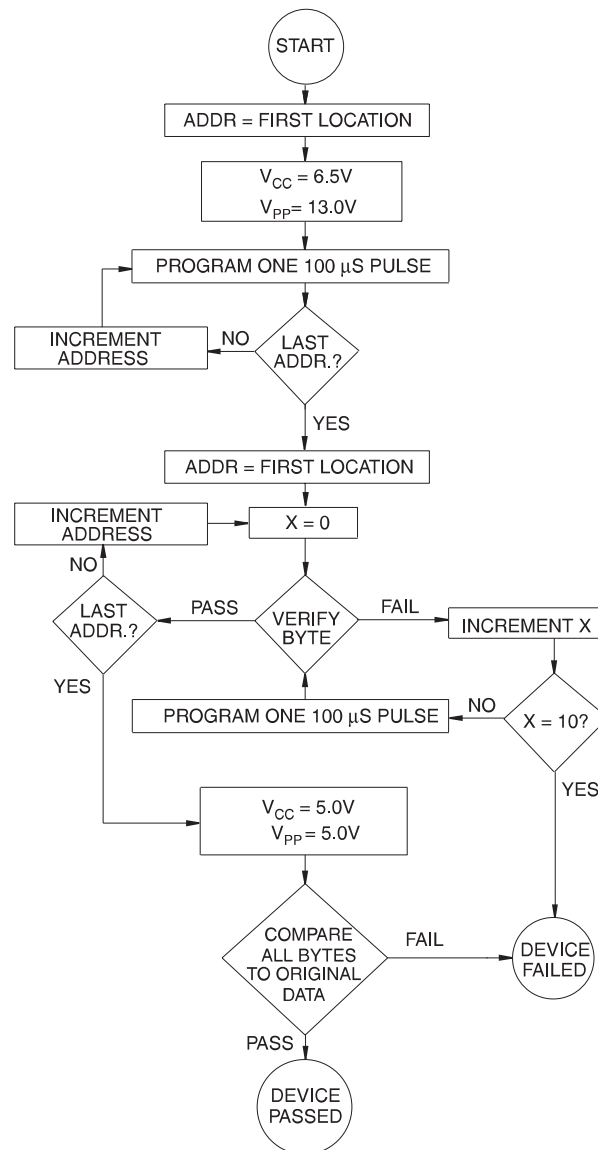 START
ADDR = FIRST LOCATION
VCC = 6.5V
VPP= 13.0V
PROGRAM ONE 100 µS PULSE
INCREMENT
ADDRESS
NO
LAST
ADDR.?
YES
ADDR = FIRST LOCATION
INCREMENT
ADDRESS
X = 0
NO
LAST
ADDR.?
PASS
VERIFY
BYTE
FAIL
INCREMENT X
YES
PROGRAM ONE 100 µS PULSE
NO
X = 10?
YES
VCC = 5.0V
VPP = 5.0V
COMPARE
ALL BYTES
TO ORIGINAL
DATA
FAIL
DEVICE
FAILED
PASS
DEVICE
PASSED